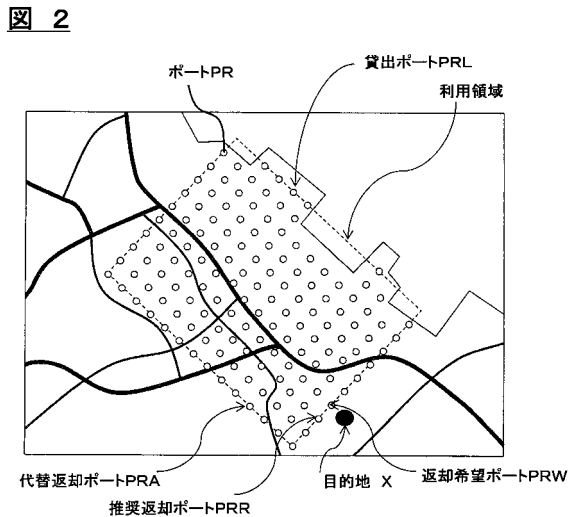 図 2
ポートPR
貸出ポートPRL
利用領域
代替返却ポートPRA
推奨返却ポートPRR
目的地 X
返却希望ポートPRW